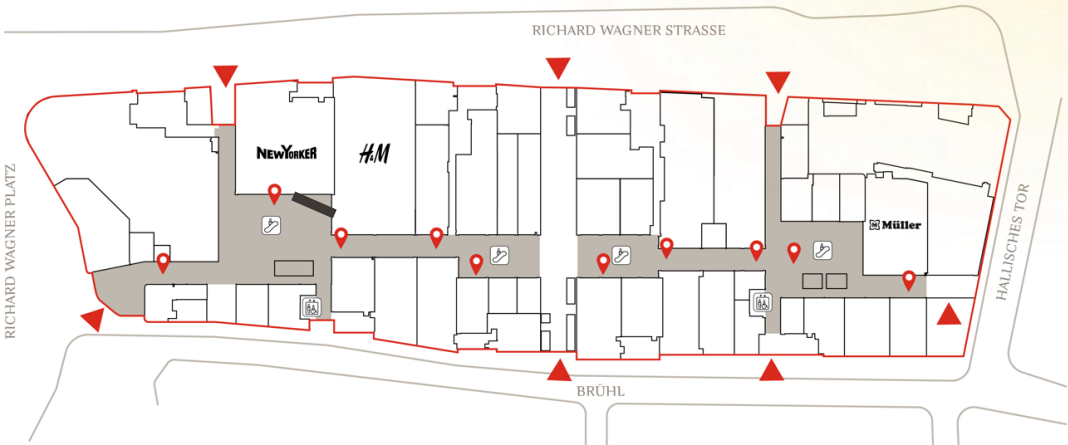 RICHARD WAGNER STRASSE
NEWYORKER
H&M
RICHARD WAGNER PLATZ
M Müller
HALLISCHES TOR
BRÜHL